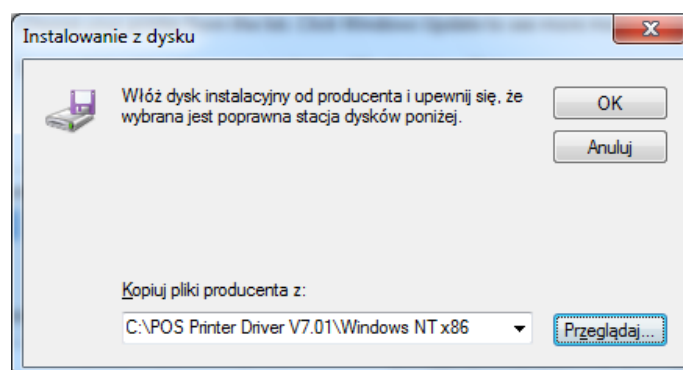 Instalowanie z dysku
Włóż dysk instalacyjny od producenta i upewnij się, że
wybrana jest poprawna stacja dysków poniżej.
OK
Anuluj
Kopiuj pliki producenta z:
C:\POS Printer Driver V7.01\Windows NT x86
Przeglądaj...